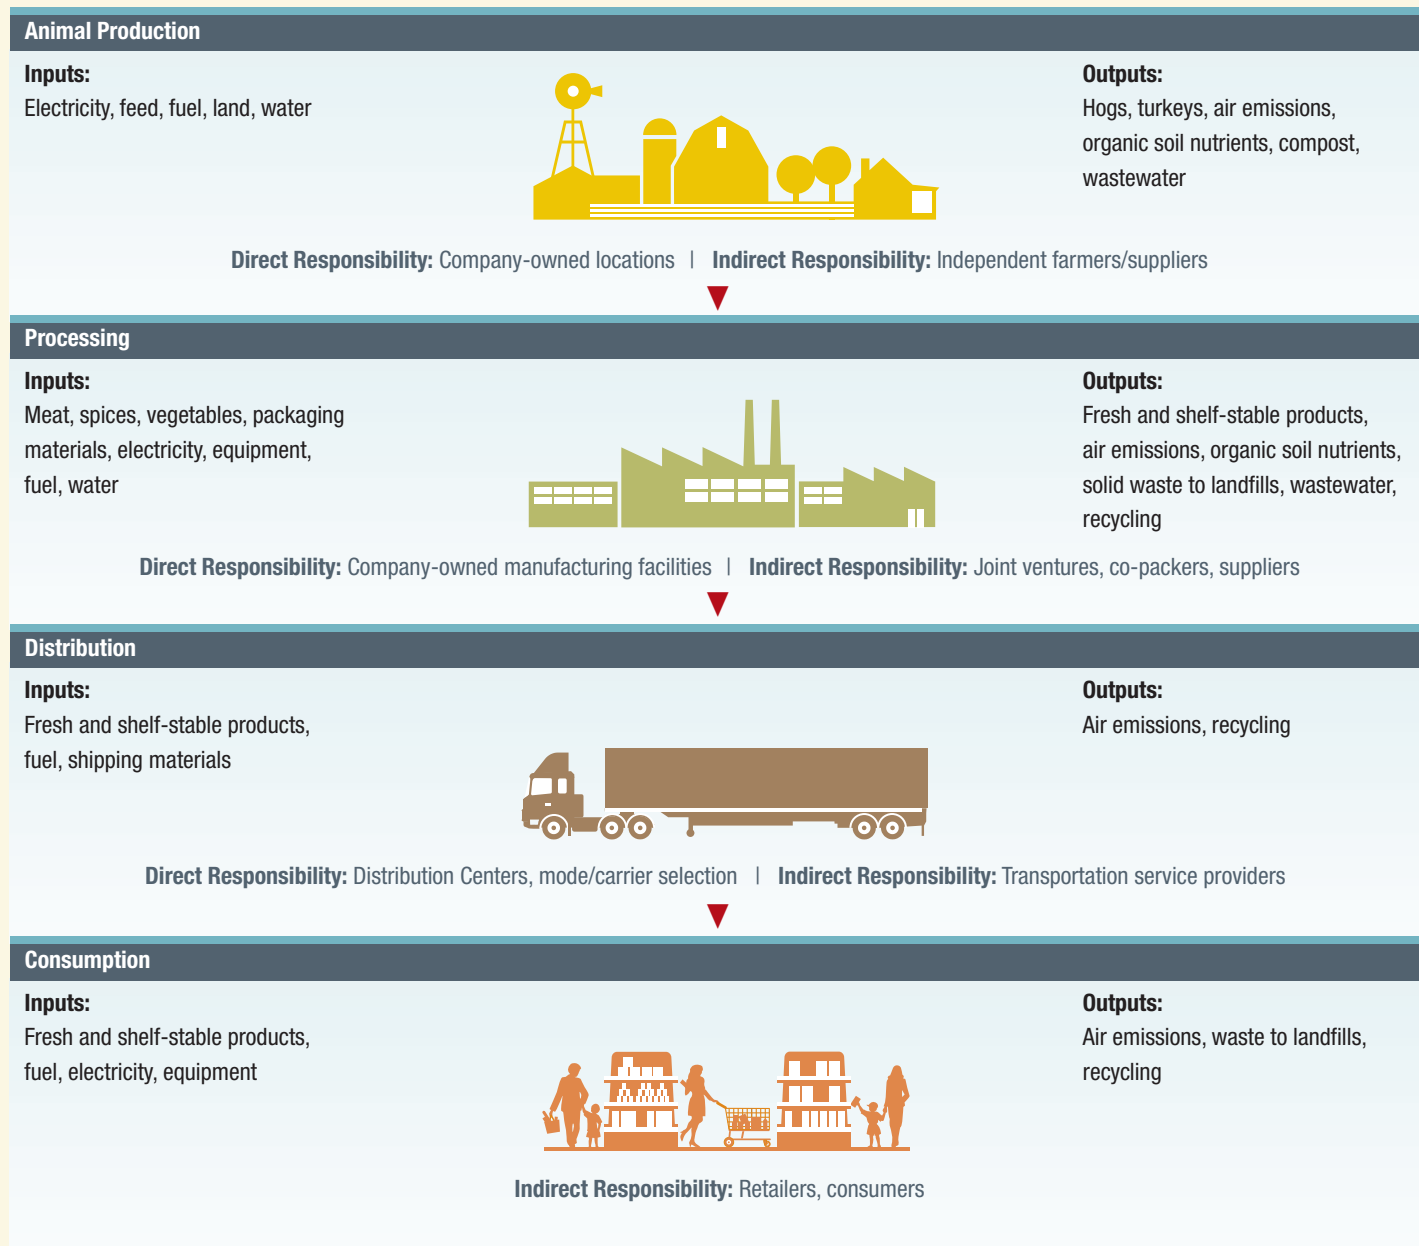 Animal Production
Inputs:
Electricity, feed, fuel, land, water
Outputs:
Hogs, turkeys, air emissions,
organic soil nutrients, compost,
wastewater
Direct Responsibility: Company-owned locations | Indirect Responsibility: Independent farmers/suppliers
Processing
Inputs:
Meat, spices, vegetables, packaging
materials, electricity, equipment,
fuel, water
Outputs:
Fresh and shelf-stable products,
air emissions, organic soil nutrients,
solid waste to landfills, wastewater,
recycling
Direct Responsibility: Company-owned manufacturing facilities | Indirect Responsibility: Joint ventures, co-packers, suppliers
Distribution
Inputs:
Fresh and shelf-stable products,
fuel, shipping materials
Outputs:
Air emissions, recycling
Direct Responsibility: Distribution Centers, mode/carrier selection | Indirect Responsibility: Transportation service providers
Consumption
Inputs:
Fresh and shelf-stable products,
fuel, electricity, equipment
Outputs:
Air emissions, waste to landfills,
recycling
Indirect Responsibility: Retailers, consumers